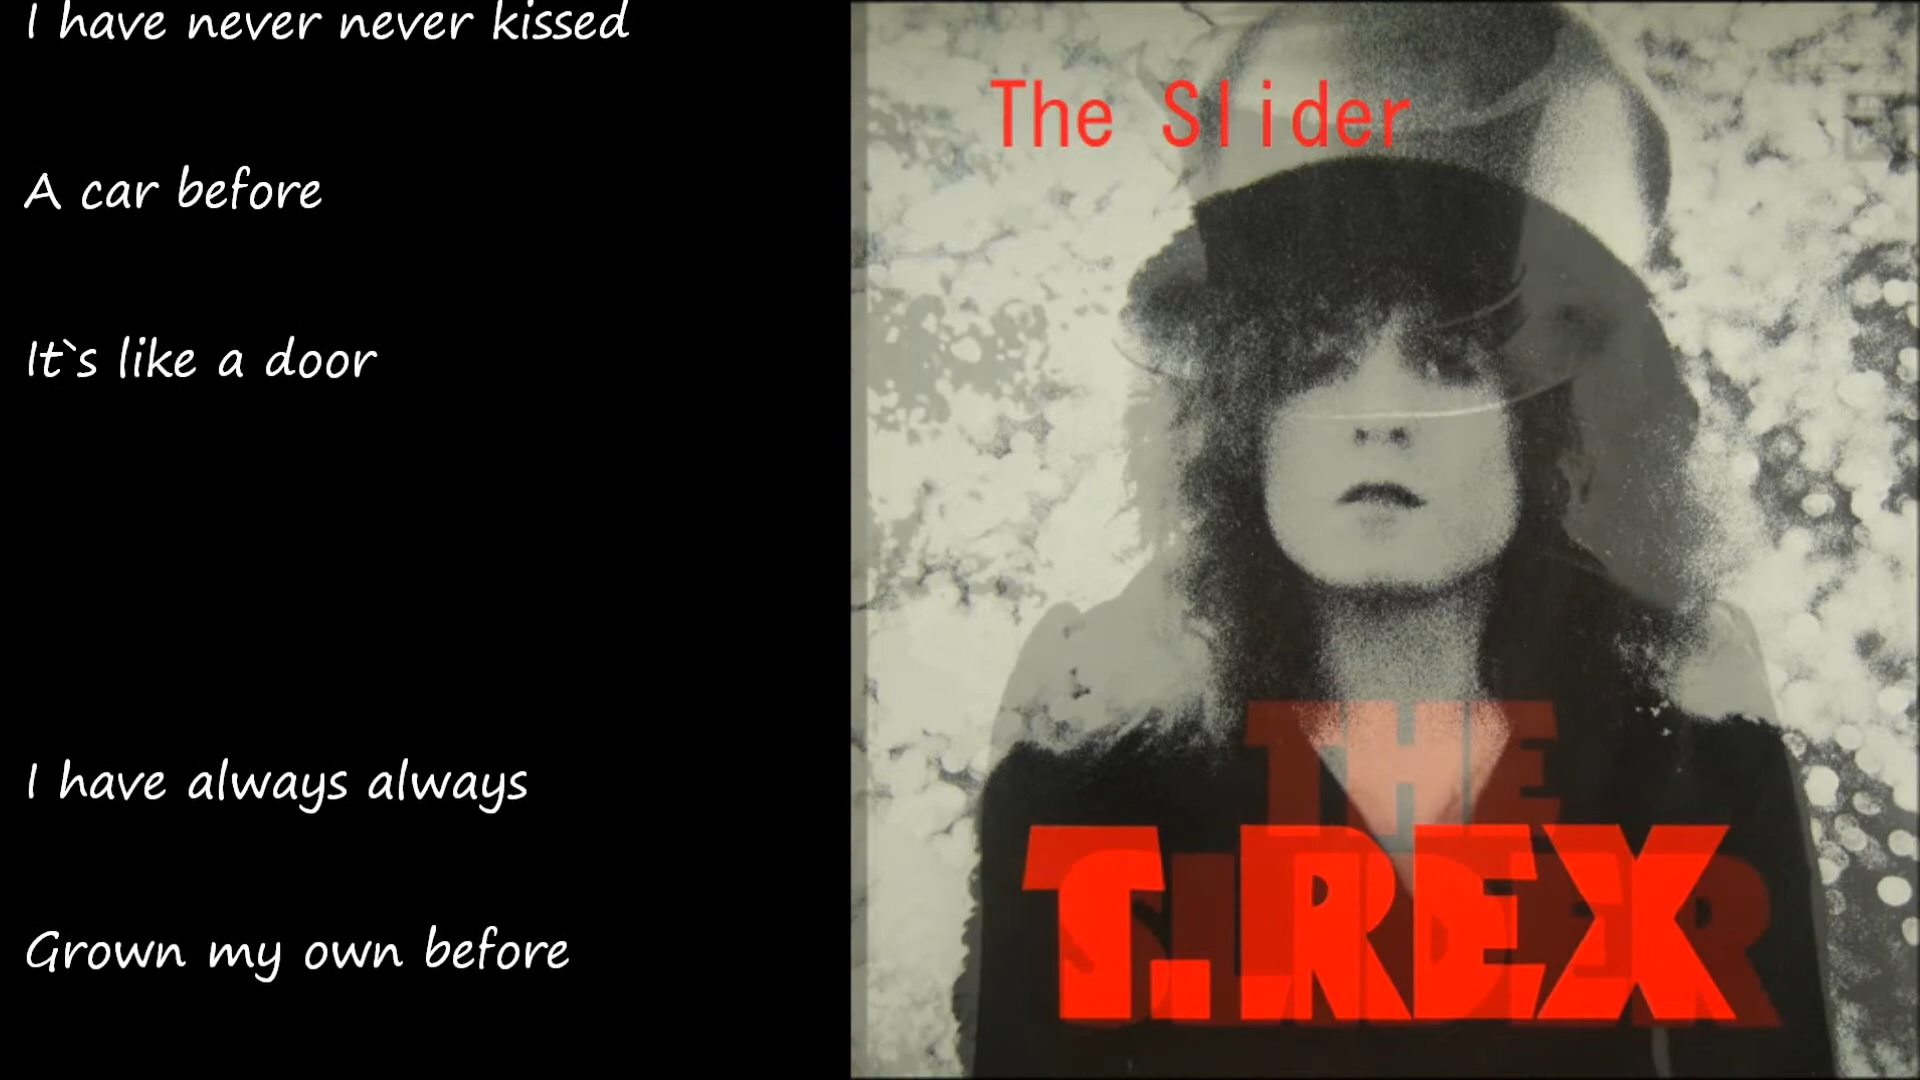 I have never never kissed
A car before
It`s like a door
I have always always
Grown my own before
The Slider
THE
SLIDER
T.REX